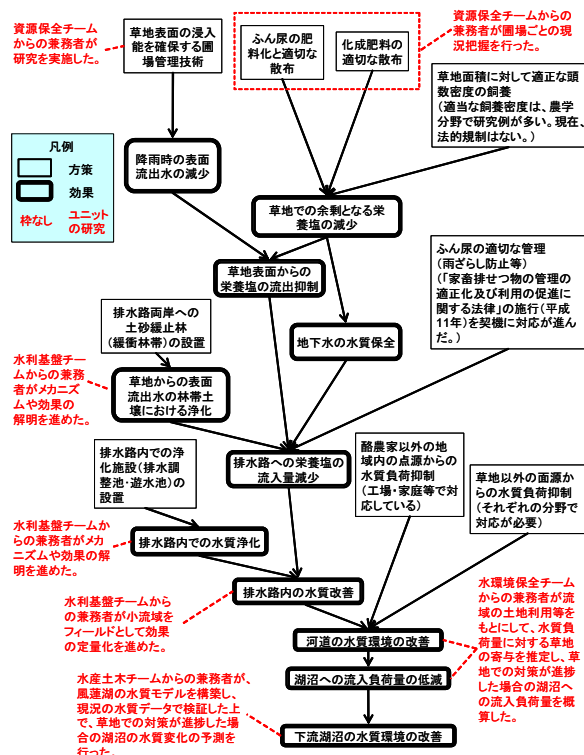 資源保全チーム
からの兼務者が
研究を実施した。
草地表面の浸入
能を確保する圃
場管理技術
ふん尿の肥
料化と適切な
散布
化成肥料の
適切な散布
資源保全チームからの
兼務者が圃場ごとの現
況把握を行った。
草地面積に対して適正な頭
数密度の飼養
(適当な飼養密度は、農学
分野で研究例が多い。現在、
法的規制はない。)
凡例
方策
効果
枠なし
ユニット
の研究
降雨時の表面
流出水の減少
草地での余剰となる栄
養塩の減少
草地表面からの
栄養塩の流出抑制
ふん尿の適切な管理
(雨ざらし防止等)
(「家畜排せつ物の管理の
適正化及び利用の促進に
関する法律」の施行(平成
11年)を契機に対応が進ん
だ。)
排水路両岸への
土砂緩止林
(緩衝林帯)の設置
地下水の水質保全
水利基盤チー
ムからの兼務
者がメカニズ
ムや効果の
解明を進めた。
草地からの表面
流出水の林帯土
壌における浄化
排水路内での浄
化施設(排水調
整池・遊水池)の
設置
排水路への栄養塩の
流入量減少
酪農家以外の地
域内の点源からの
水質負荷抑制
(工場・家庭等で対
応している)
草地以外の面源か
らの水質負荷抑制
(それぞれの分野で
対応が必要)
水利基盤チームか
らの兼務者がメカ
ニズムや効果の解
明を進めた。
排水路内での水質浄化
排水路内の水質改善
水利基盤チームから
の兼務者が小流域を
フィールドとして効果
の定量化を進めた。
水環境保全チーム
からの兼務者が流
域の土地利用等を
もとにして、水質負
荷量に対する草地
の寄与を推定し、草
地での対策が進捗
した場合の湖沼へ
の流入負荷量を概
算した。
河道の水質環境の改善
湖沼への流入負荷量の低減
水産土木チームからの兼務者が、
風蓮湖の水質モデルを構築し、
現況の水質データで検証した上
で、草地での対策が進捗した場
合の湖沼の水質変化の予測を
行った。
下流湖沼の水質環境の改善